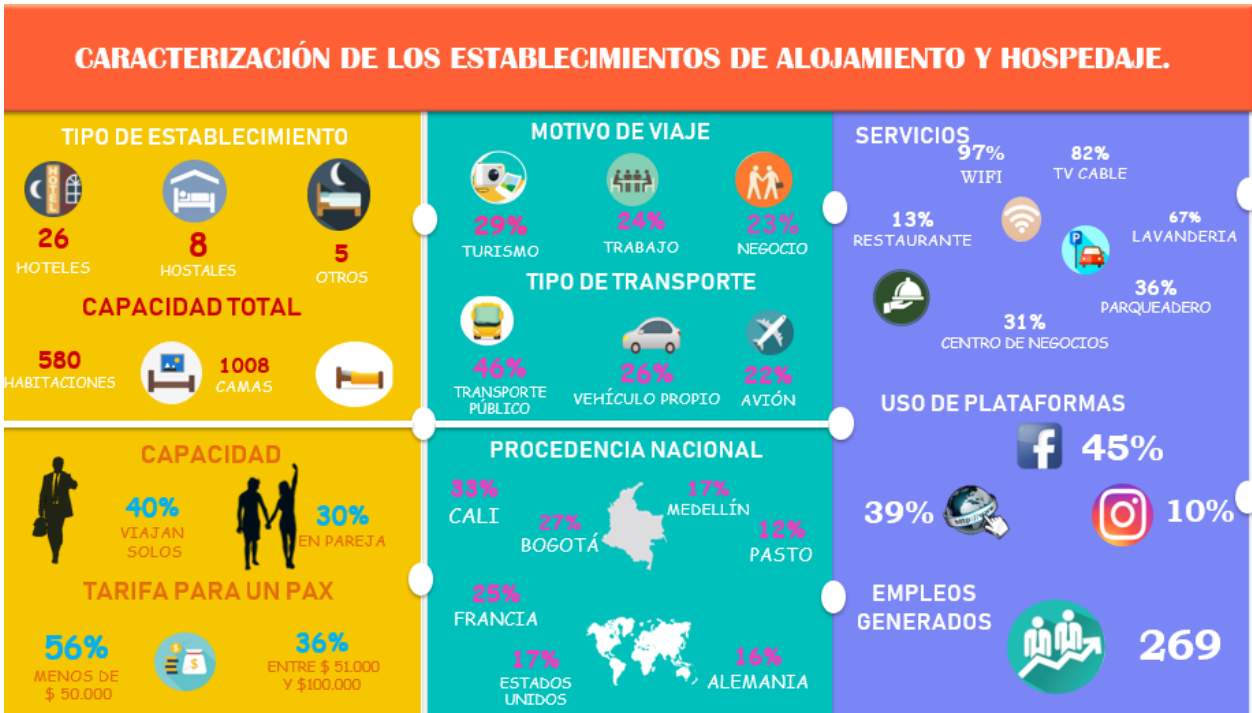 CARACTERIZACIÓN DE LOS ESTABLECIMIENTOS DE ALOJAMIENTO Y HOSPEDAJE.
TIPO DE ESTABLECIMIENTO
HOTEL
26
HOTELES
8
HOSTALES
5
OTROS
CAPACIDAD TOTAL
580
HABITACIONES
1008
CAMAS
CAPACIDAD
40%
VIAJAN
SOLOS
30%
EN PAREJA
TARIFA PARA UN PAX
56%
MENOS DE
$ 50.000
$
36%
ENTRE $ 51.000
Y $100.000
MOTIVO DE VIAJE
29%
TURISMO
24%
TRABAJO
23%
NEGOCIO
TIPO DE TRANSPORTE
46%
TRANSPORTE
PÚBLICO
26%
VEHÍCULO PROPIO
22%
AVIÓN
PROCEDENCIA NACIONAL
33%
CALI
27%
BOGOTÁ
17%
MEDELLÍN
12%
PASTO
25%
FRANCIA
17%
ESTADOS
UNIDOS
16%
ALEMANIA
SERVICIOS
97%
WIFI
82%
TV CABLE
13%
RESTAURANTE
67%
LAVANDERIA
P
36%
PARQUEADERO
31%
CENTRO DE NEGOCIOS
USO DE PLATAFORMAS
f
45%
39%
http://
10%
EMPLEOS
GENERADOS
269